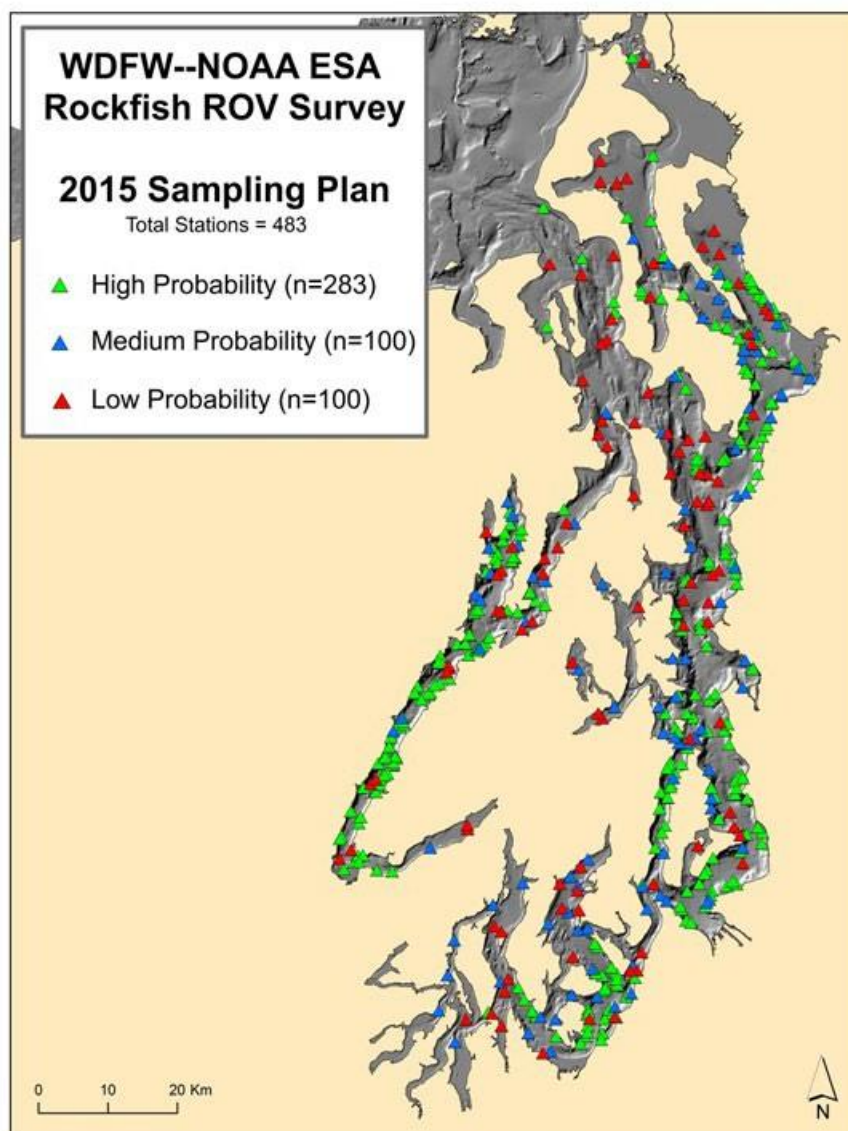 WDFW--NOAA ESA
Rockfish ROV Survey
2015 Sampling Plan
Total Stations = 483
High Probability (n=283)
Medium Probability (n=100)
Low Probability (n=100)
0 10 20 Km
N